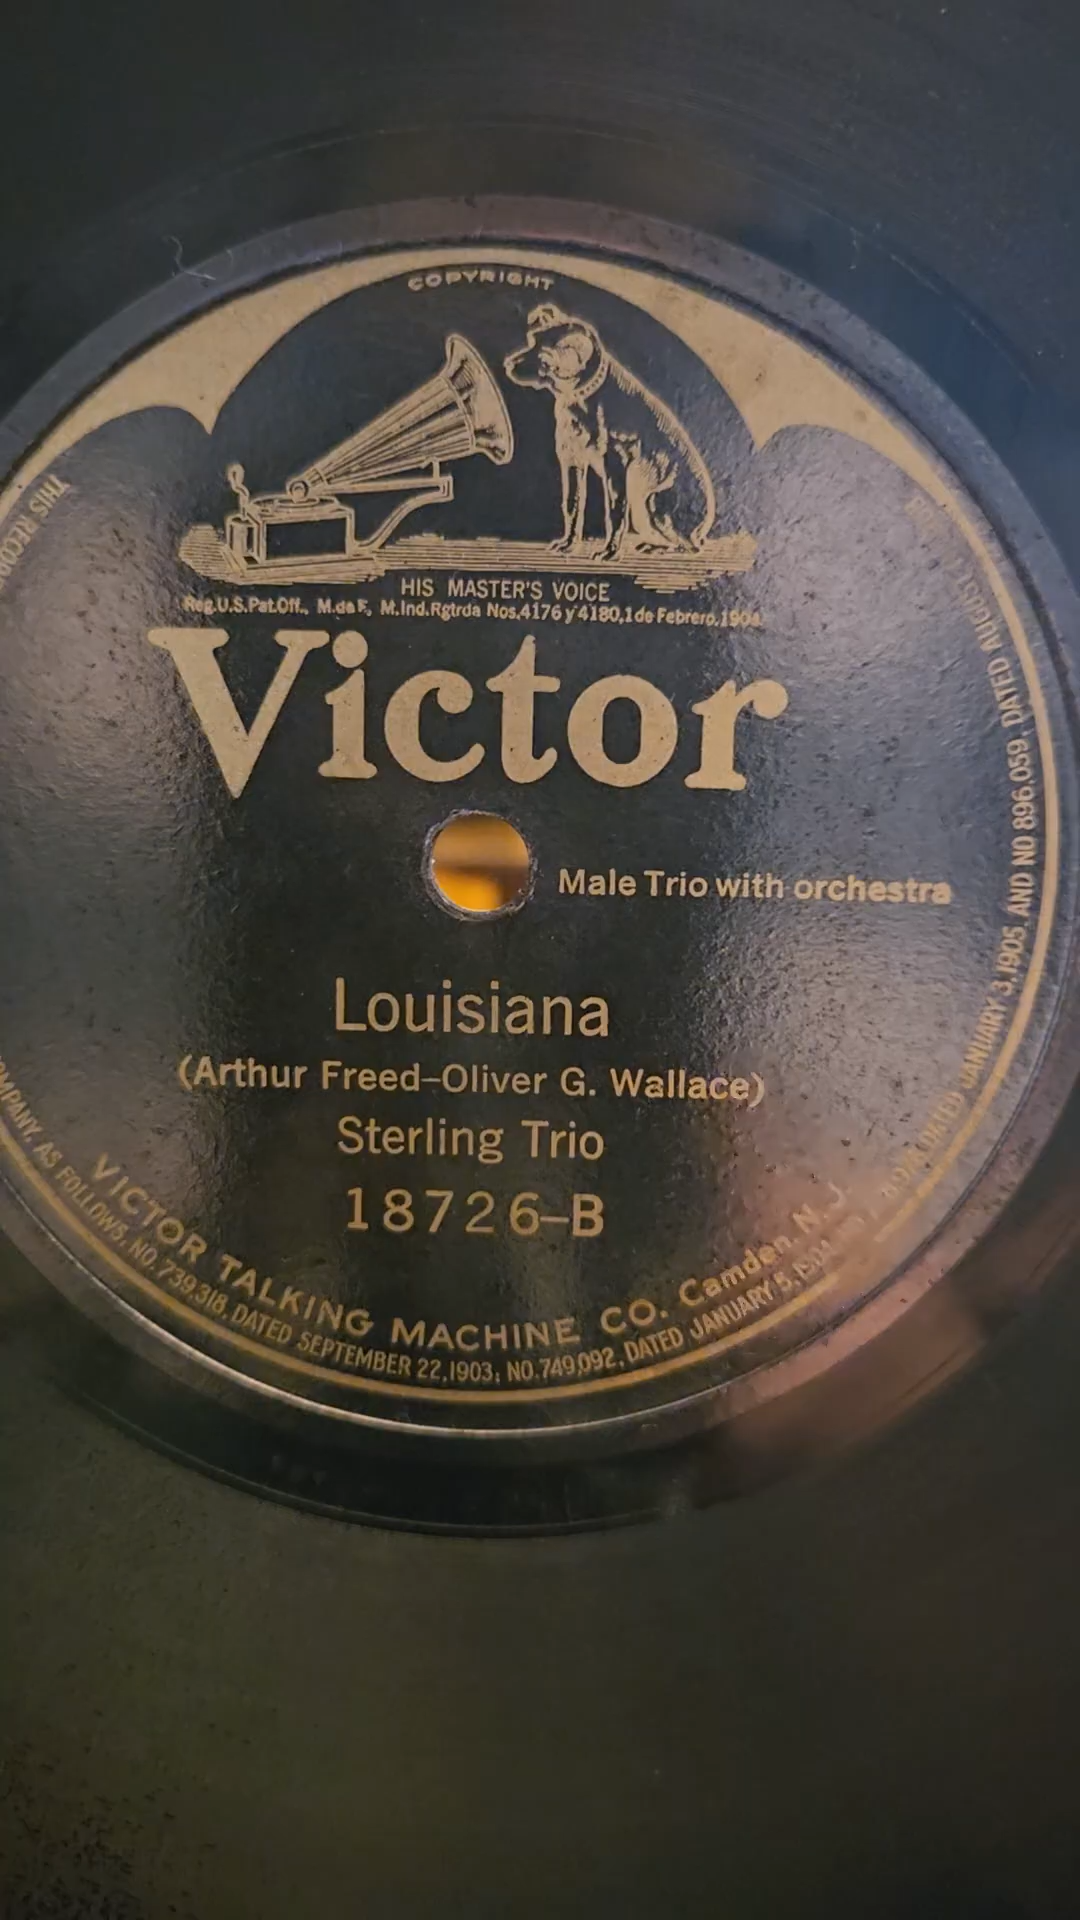 COPYRIGHT
HIS MASTER'S VOICE
Reg.U.S.Pat.Off., M.de F., M.Ind.Rgtrda Nos.4176 y 4180,1 de Febrero,1904.
Victor
Male Trio with orchestra
Louisiana
(Arthur Freed–Oliver G. Wallace)
Sterling Trio
18726–B
VICTOR TALKING MACHINE CO. Camden. N. J.
THIS RECORD
COMPANY. AS FOLLOWS. NO. 739,318. DATED SEPTEMBER 22,1903; NO. 749,092. DATED JANUARY 5,1904
DATED JANUARY 3,1905 AND NO 896,059. DATED AUGUST